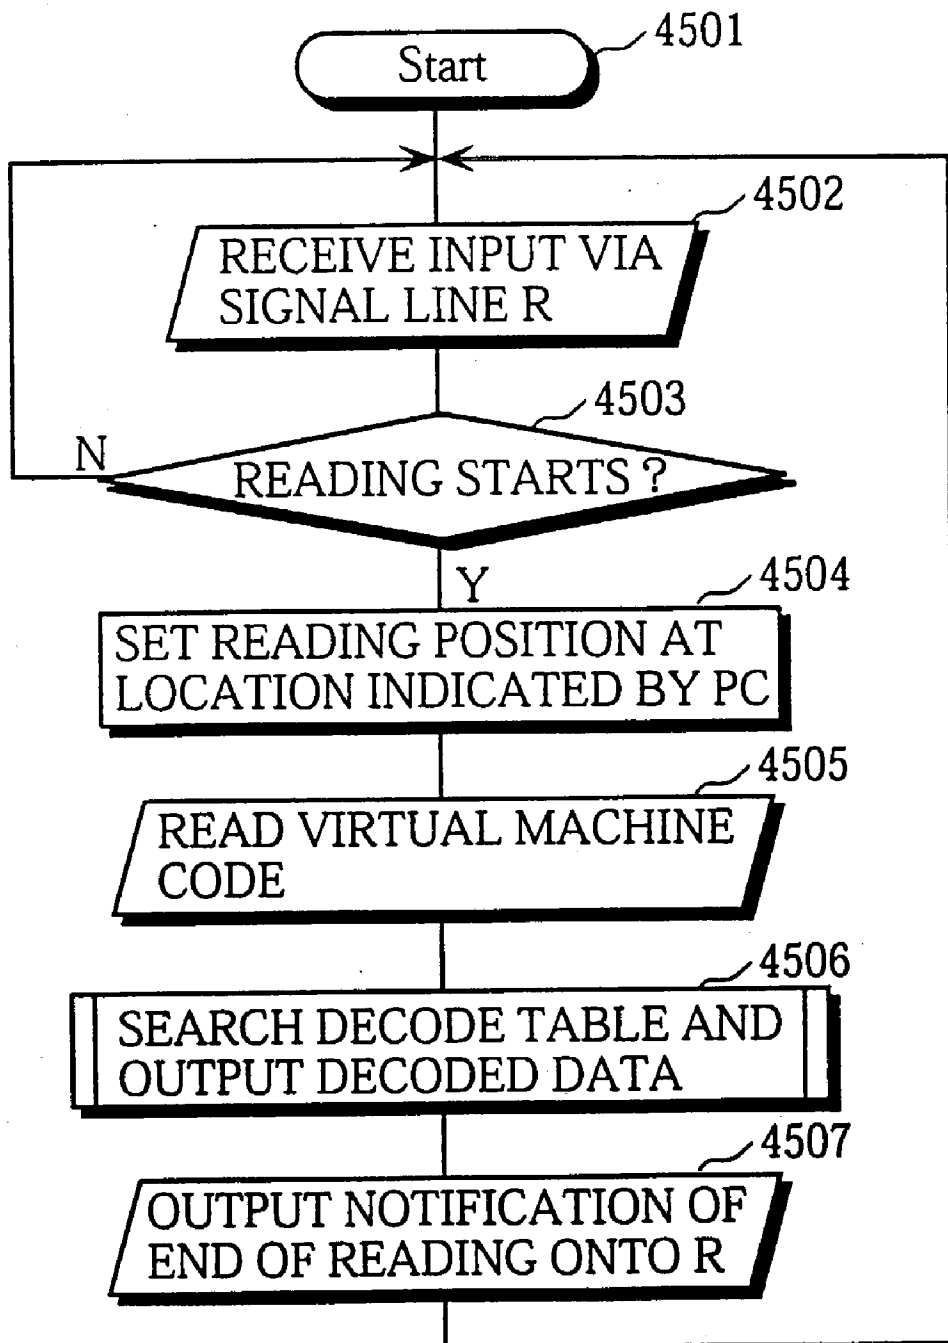 4501
Start
4502
RECEIVE INPUT VIA
SIGNAL LINE R
4503
N
READING STARTS ?
Y
4504
SET READING POSITION AT
LOCATION INDICATED BY PC
4505
READ VIRTUAL MACHINE
CODE
4506
SEARCH DECODE TABLE AND
OUTPUT DECODED DATA
4507
OUTPUT NOTIFICATION OF
END OF READING ONTO R